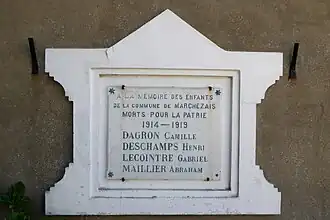 A LA MÉMOIRE DES ENFANTS
DE LA COMMUNE DE MARCHEZAIS
MORTS POUR LA PATRIE
1914 — 1919
DAGRON CAMILLE
DESCHAMPS HENRI
LECOINTRE GABRIEL
MAILLIER ABRAHAM